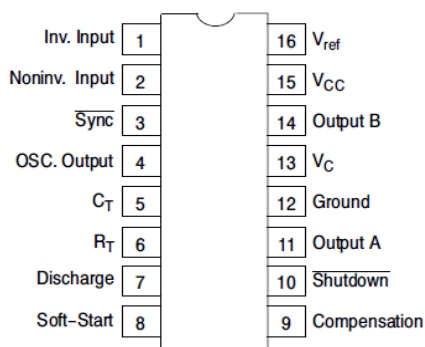 Inv. Input 1 16 Vref
Noninv. Input 2 15 VCC
Sync 3 14 Output B
OSC. Output 4 13 VC
CT 5 12 Ground
RT 6 11 Output A
Discharge 7 10 Shutdown
Soft−Start 8 9 Compensation